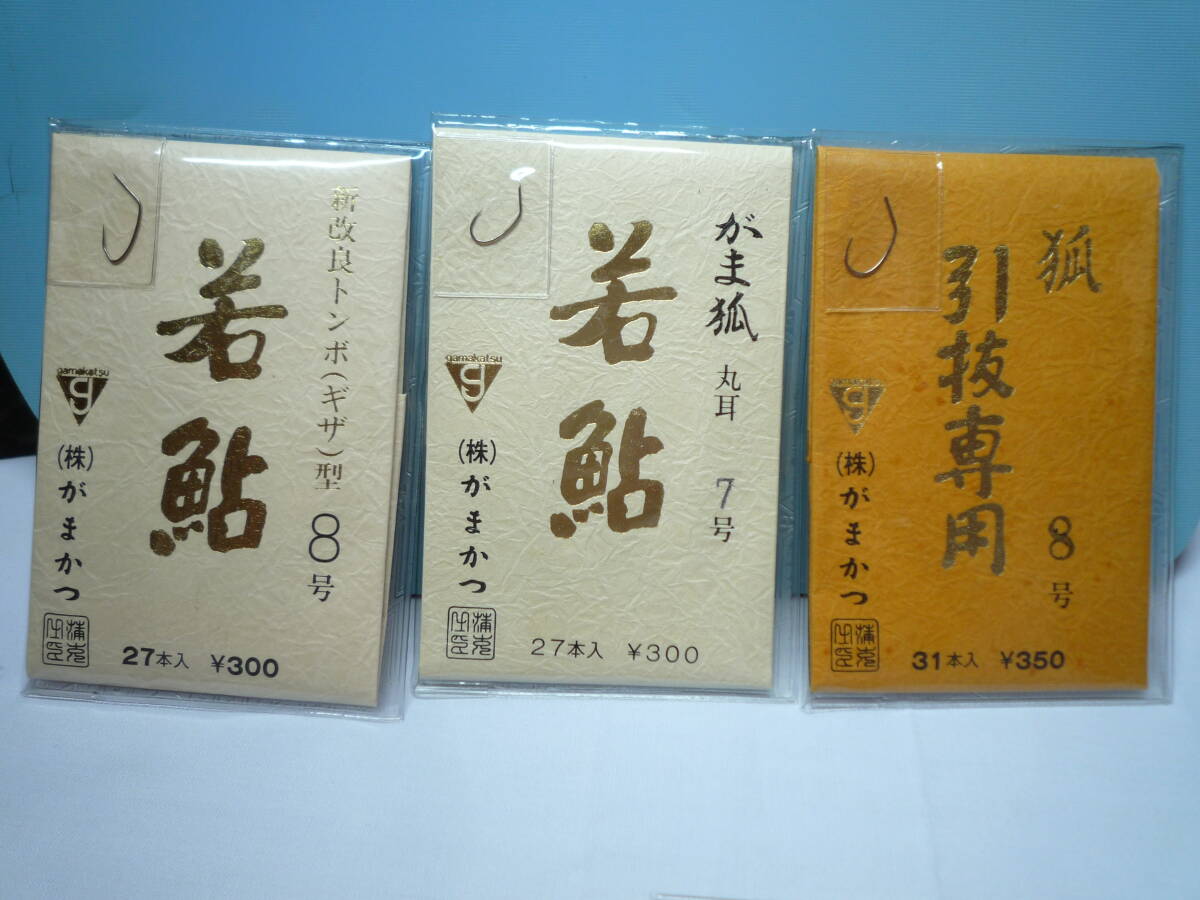 新改良トンボ(ギザ)型 8号
若鮎
gamakatsu
(株)がまかつ
27本入 ¥300
がま狐 丸耳 7号
若鮎
gamakatsu
(株)がまかつ
27本入 ¥300
狐 8号
引抜専用
(株)がまかつ
31本入 ¥350